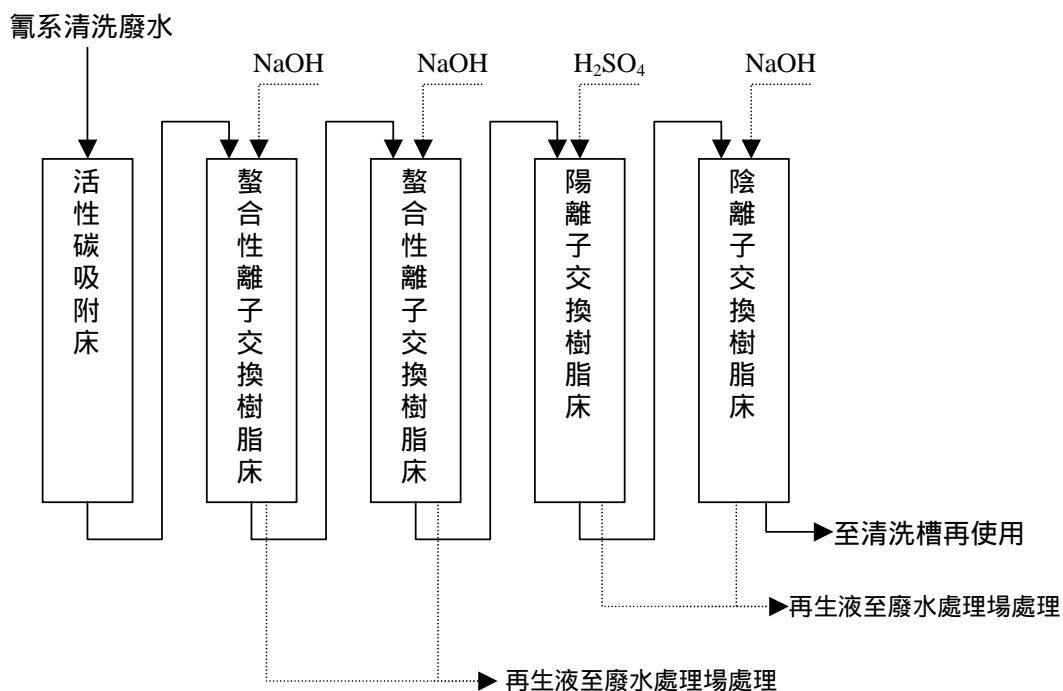 氰系清洗廢水
NaOH
NaOH
H₂SO₄
NaOH
活性碳吸附床
螯合性離子交換樹脂床
螯合性離子交換樹脂床
陽離子交換樹脂床
陰離子交換樹脂床
至清洗槽再使用
再生液至廢水處理場處理
再生液至廢水處理場處理